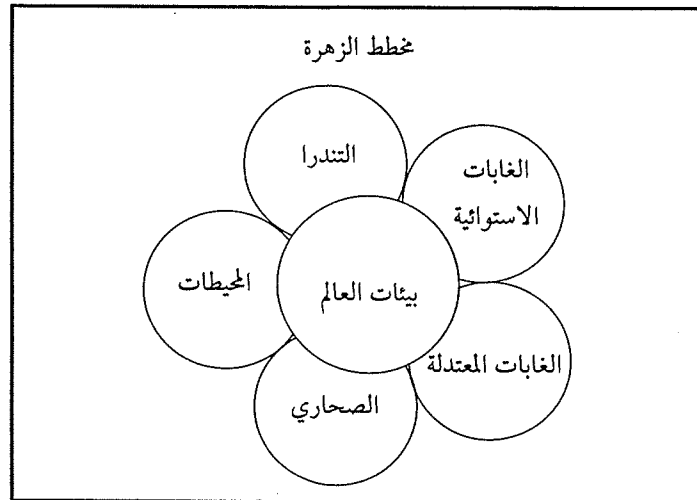 مخطط الزهرة
التندرا
الغابات
الاستوائية
المحيطات
بيئات العالم
الغابات المعتدلة
الصحاري